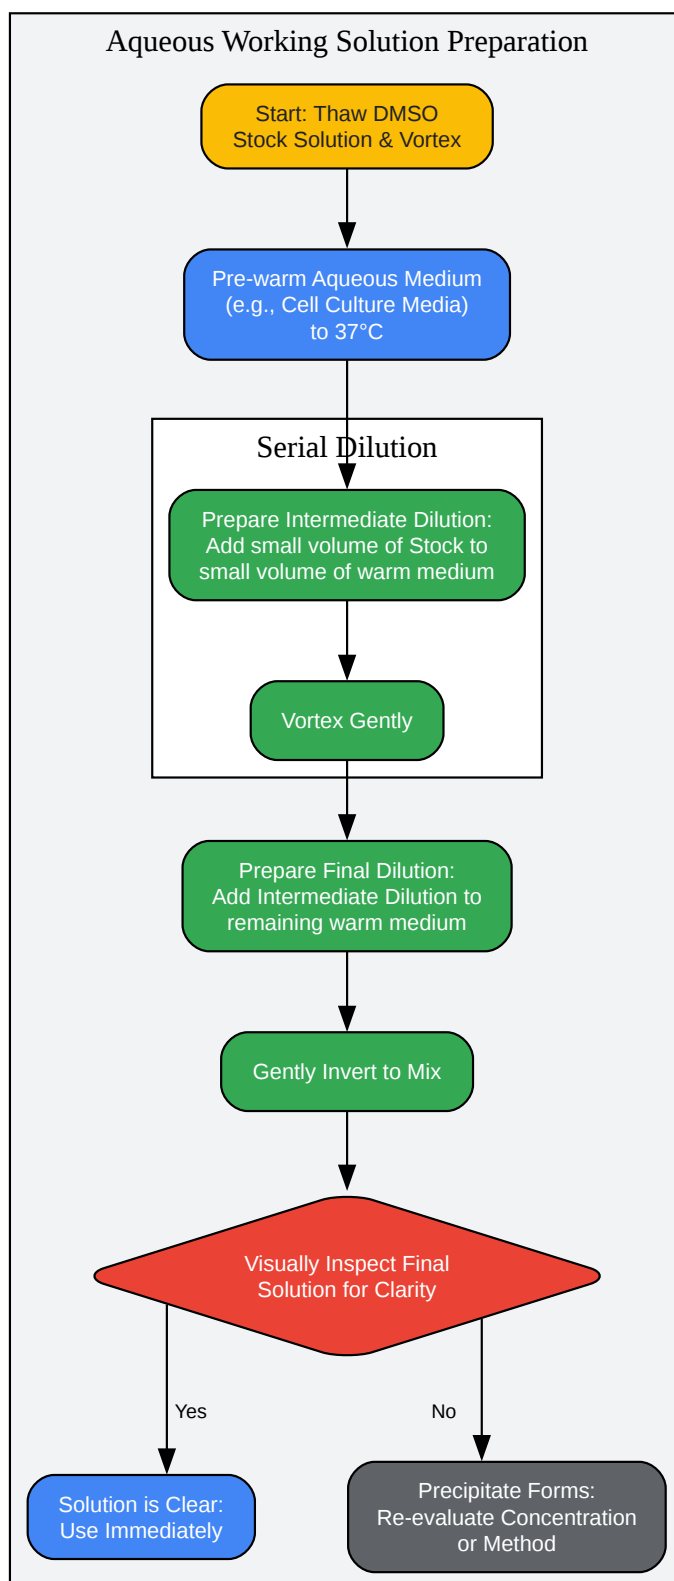 Aqueous Working Solution Preparation
Start: Thaw DMSO
Stock Solution & Vortex
Pre-warm Aqueous Medium
(e.g., Cell Culture Media)
to 37°C
Serial Dilution
Prepare Intermediate Dilution:
Add small volume of Stock to
small volume of warm medium
Vortex Gently
Prepare Final Dilution:
Add Intermediate Dilution to
remaining warm medium
Gently Invert to Mix
Visually Inspect Final
Solution for Clarity
Yes
No
Solution is Clear:
Use Immediately
Precipitate Forms:
Re-evaluate Concentration
or Method